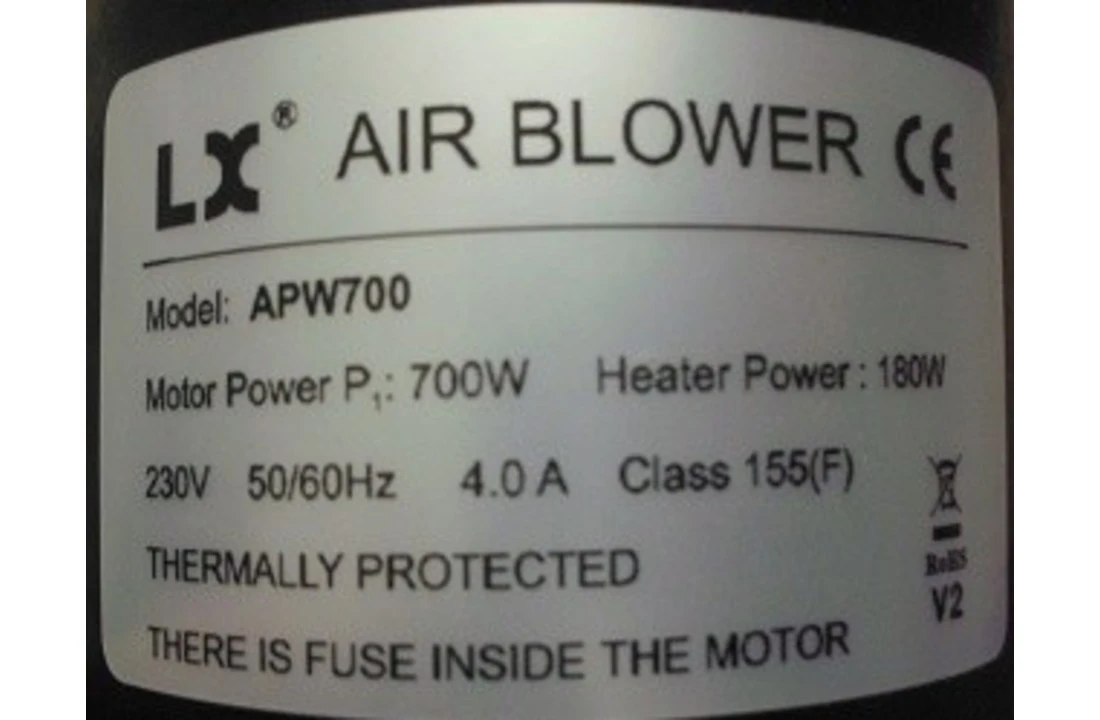 LX® AIR BLOWER CE
Model: APW700
Motor Power P₁: 700W Heater Power : 180W
230V 50/60Hz 4.0 A Class 155(F)
THERMALLY PROTECTED
RoHS
V2
THERE IS FUSE INSIDE THE MOTOR